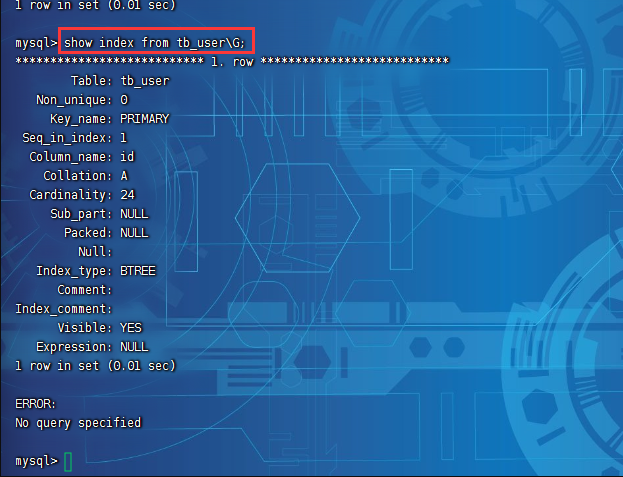 1 row in set (0.01 sec)
mysql> show index from tb_user\G;
*************************** 1. row ***************************
Table: tb_user
Non_unique: 0
Key_name: PRIMARY
Seq_in_index: 1
Column_name: id
Collation: A
Cardinality: 24
Sub_part: NULL
Packed: NULL
Null:
Index_type: BTREE
Comment:
Index_comment:
Visible: YES
Expression: NULL
1 row in set (0.01 sec)
ERROR:
No query specified
mysql>